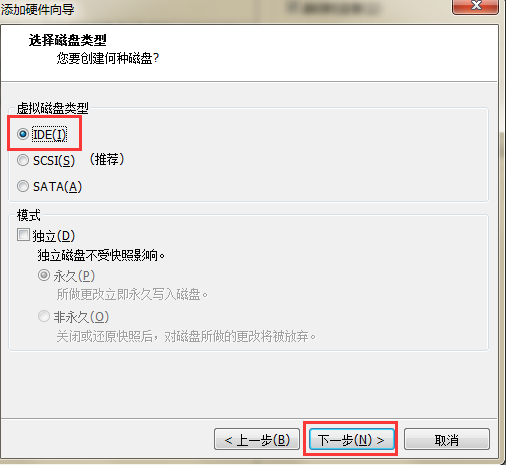 添加硬件向导
选择磁盘类型
您要创建何种磁盘?
虚拟磁盘类型
IDE(I)
SCSI(S) （推荐）
SATA(A)
模式
独立(D)
独立磁盘不受快照影响。
永久(P)
所做更改立即永久写入磁盘。
非永久(O)
关闭或还原快照后，对磁盘所做的更改将被放弃。
< 上一步(B) 下一步(N) > 取消